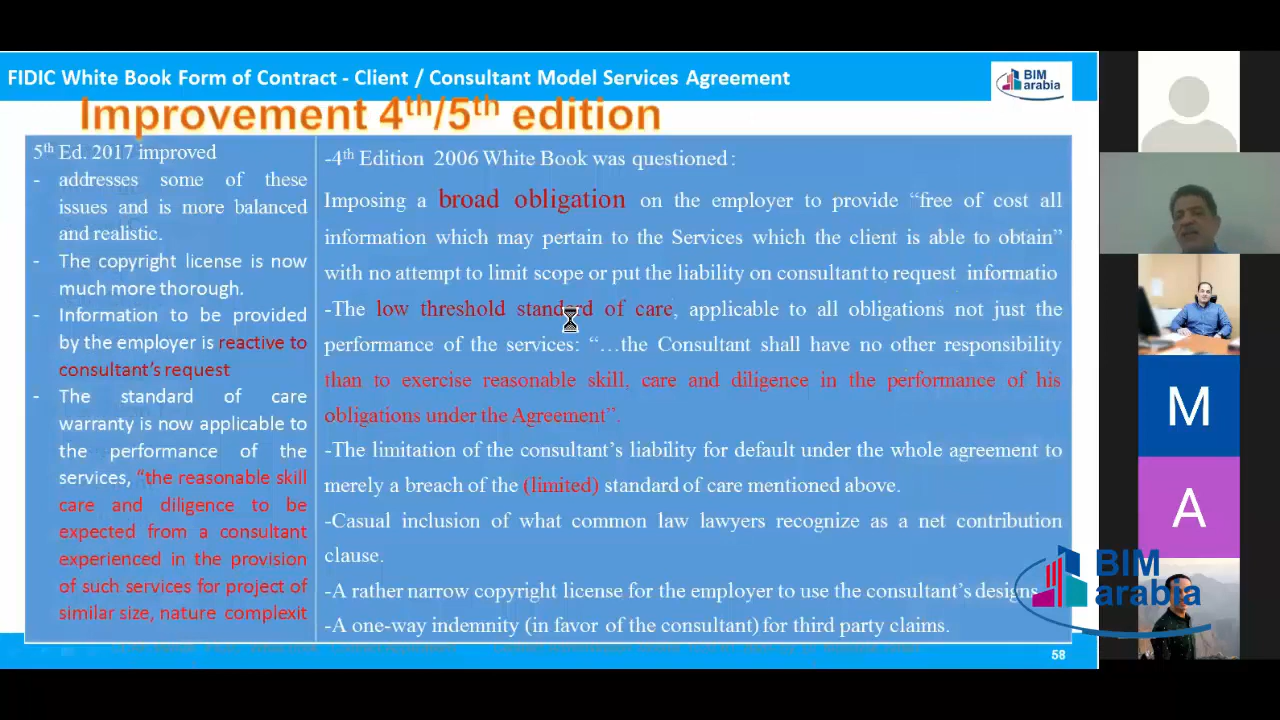 FIDIC White Book Form of Contract - Client / Consultant Model Services Agreement
BIM
arabia
Improvement 4th/5th edition
5th Ed. 2017 improved
- addresses some of these
issues and is more balanced
and realistic.
- The copyright license is now
much more thorough.
- Information to be provided
by the employer is reactive to
consultant's request
- The standard of care
warranty is now applicable to
the performance of the
services, “the reasonable skill
care and diligence to be
expected from a consultant
experienced in the provision
of such services for project of
similar size, nature complexit
-4th Edition 2006 White Book was questioned :
Imposing a broad obligation on the employer to provide “free of cost all
information which may pertain to the Services which the client is able to obtain”
with no attempt to limit scope or put the liability on consultant to request informatio
-The low threshold standard of care, applicable to all obligations not just the
performance of the services: “…the Consultant shall have no other responsibility
than to exercise reasonable skill, care and diligence in the performance of his
obligations under the Agreement”.
-The limitation of the consultant's liability for default under the whole agreement to
merely a breach of the (limited) standard of care mentioned above.
-Casual inclusion of what common law lawyers recognize as a net contribution
clause.
-A rather narrow copyright license for the employer to use the consultant's designs
-A one-way indemnity (in favor of the consultant) for third party claims.
58
M
A
BIM
arabia